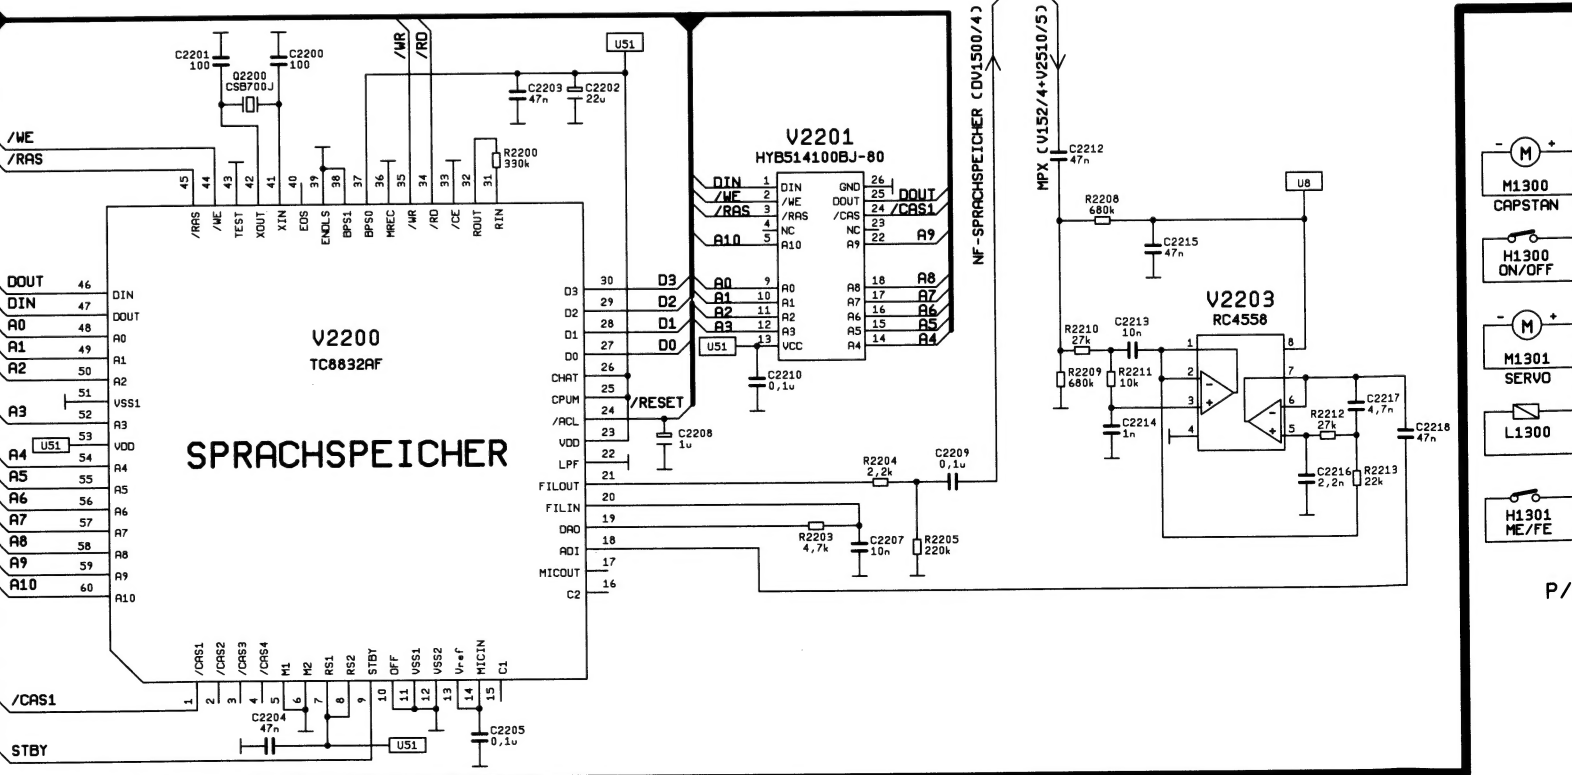 C2201
100
C2200
100
Q2200
CSB700J
/WR
/RD
U51
C2203
47n
C2202
22u
/WE
/RAS
R2200
330k
45
44
43
42
41
40
39
38
37
36
35
34
33
32
31
/RAS
/WE
TEST
XOUT
XIN
EOS
ENDLS
BPS1
BPS0
MREC
/WR
/RD
/CE
ROUT
RIN
V2200
TC8832AF
SPRACHSPEICHER
DOUT 46 DIN
DIN 47 DOUT
A0 48 A0
A1 49 A1
A2 50 A2
51 VSS1
A3 52 A3
U51 53 VDD
A4 54 A4
A5 55 A5
A6 56 A6
A7 57 A7
A8 58 A8
A9 59 A9
A10 60 A10
D3 30 D3
D2 29 D2
D1 28 D1
D0 27 D0
CHAT 26
CPUM 25
/ACL 24 /RESET
VDD 23
LPF 22
FILOUT 21
FILIN 20
DAO 19
ADI 18
MICOUT 17
C2 16
C2208
1u
/CAS1
/CAS2
/CAS3
/CAS4
M1
M2
RS1
RS2
STBY
OFF
VSS1
VSS2
Vref
MICIN
C1
1
2
3
4
5
6
7
8
9
10
11
12
13
14
15
/CAS1
STBY
C2204
47n
U51
C2205
0,1u
V2201
HYB514100BJ-80
DIN 1 DIN
/WE 2 /WE
/RAS 3 /RAS
4 NC
A10 5 A10
A0 9 A0
A1 10 A1
A2 11 A2
A3 12 A3
U51 13 VCC
GND 26
DOUT 25 DOUT
/CAS 24 /CAS1
NC 23
A9 22 A9
A8 18 A8
A7 17 A7
A6 16 A6
A5 15 A5
A4 14 A4
C2210
0,1u
NF-SPRACHSPEICHER (DV1500/4)
MPX (V152/4+V2510/5)
R2204
2,2k
C2209
0,1u
R2203
4,7k
C2207
10n
R2205
220k
C2212
47n
R2208
680k
U8
C2215
47n
V2203
RC4558
R2210
27k
C2213
10n
R2209
680k
R2211
10k
C2214
1n
1
2
3
4
8
7
6
5
-
+
-
+
R2212
27k
C2217
4,7n
C2218
47n
C2216
2,2n
R2213
22k
- M +
M1300
CAPSTAN
H1300
ON/OFF
- M +
M1301
SERVO
L1300
H1301
ME/FE
P/